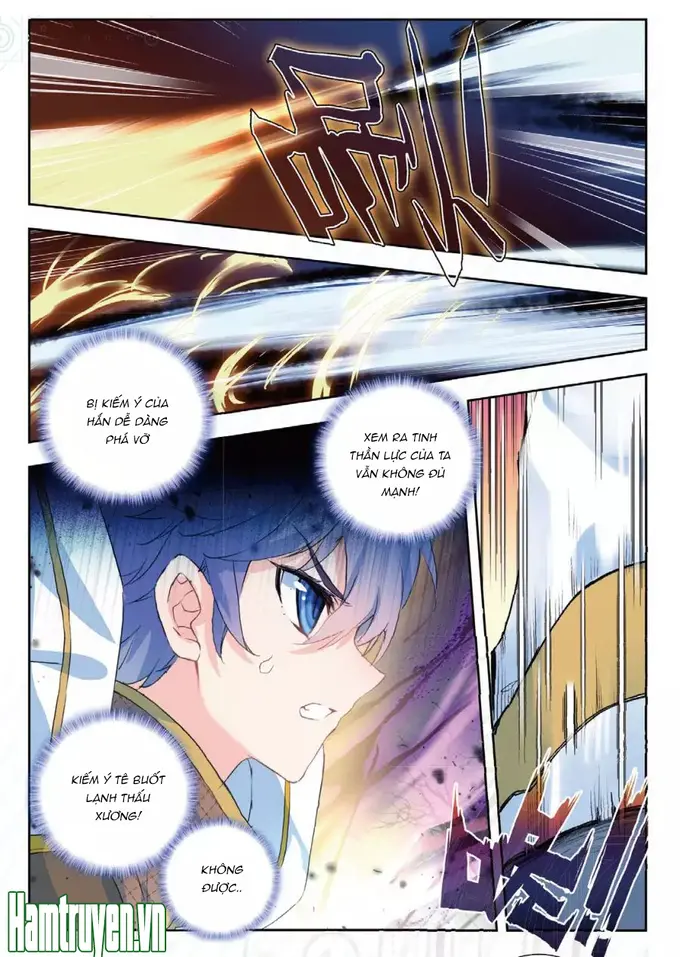 BỊ KIẾM Ý CỦA
HẮN DỄ DÀNG
PHÁ VỠ
XEM RA TINH
THẦN LỰC CỦA TA
VẪN KHÔNG ĐỦ
MẠNH!
KIẾM Ý TÊ BUỐT
LẠNH THẤU
XƯƠNG!
KHÔNG
ĐƯỢC..
Hamtruyen.vn